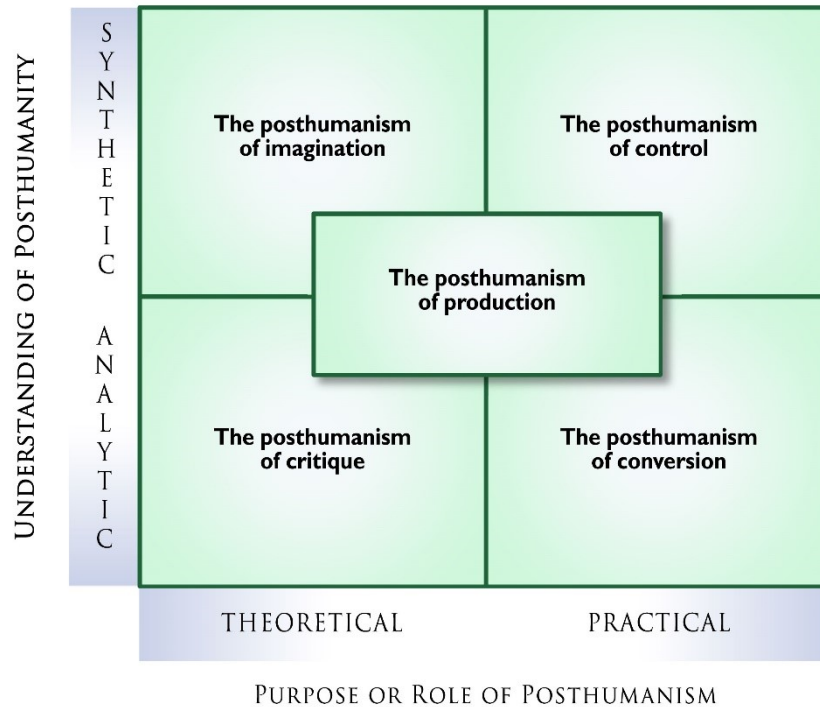 UNDERSTANDING OF POSTHUMANITY
SYNTHETIC
The posthumanism
of imagination
The posthumanism
of control
The posthumanism
of production
ANALYTIC
The posthumanism
of critique
The posthumanism
of conversion
THEORETICAL
PRACTICAL
PURPOSE OR ROLE OF POSTHUMANISM